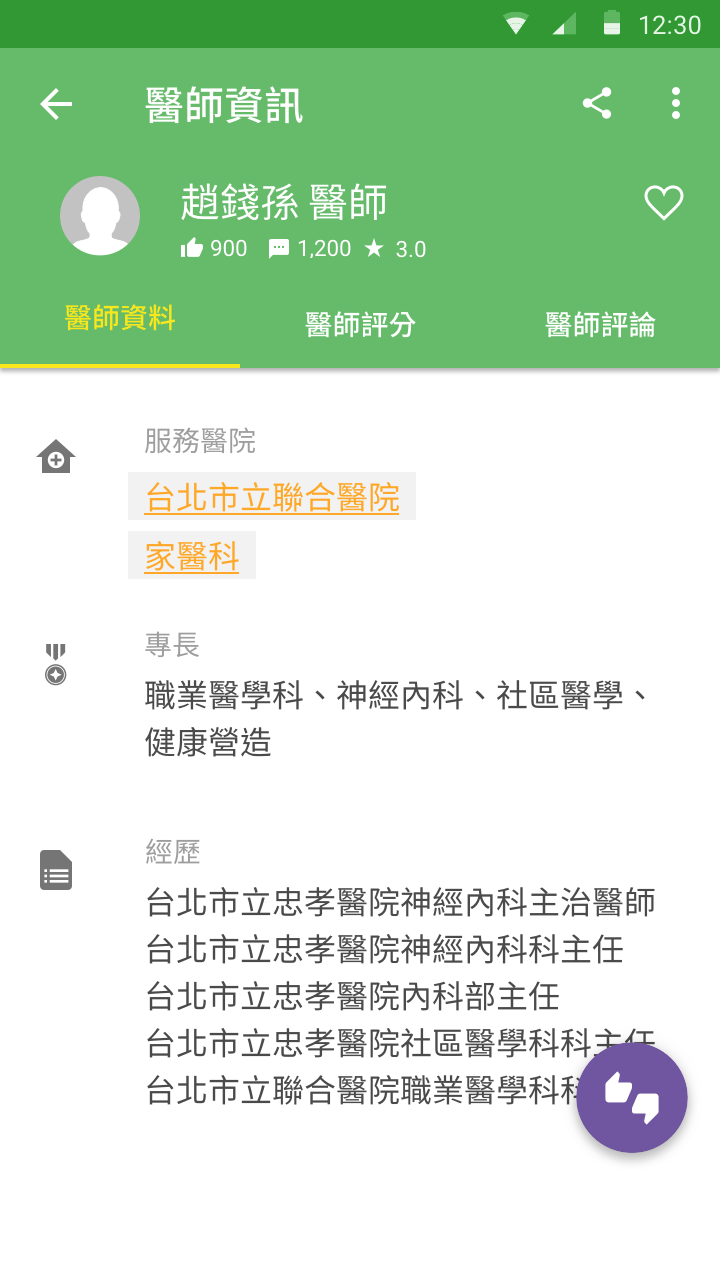 12:30
醫師資訊
趙錢孫 醫師
900 1,200 3.0
醫師資料 醫師評分 醫師評論
服務醫院
台北市立聯合醫院
家醫科
專長
職業醫學科、神經內科、社區醫學、
健康營造
經歷
台北市立忠孝醫院神經內科主治醫師
台北市立忠孝醫院神經內科科主任
台北市立忠孝醫院內科部主任
台北市立忠孝醫院社區醫學科科主任
台北市立聯合醫院職業醫學科